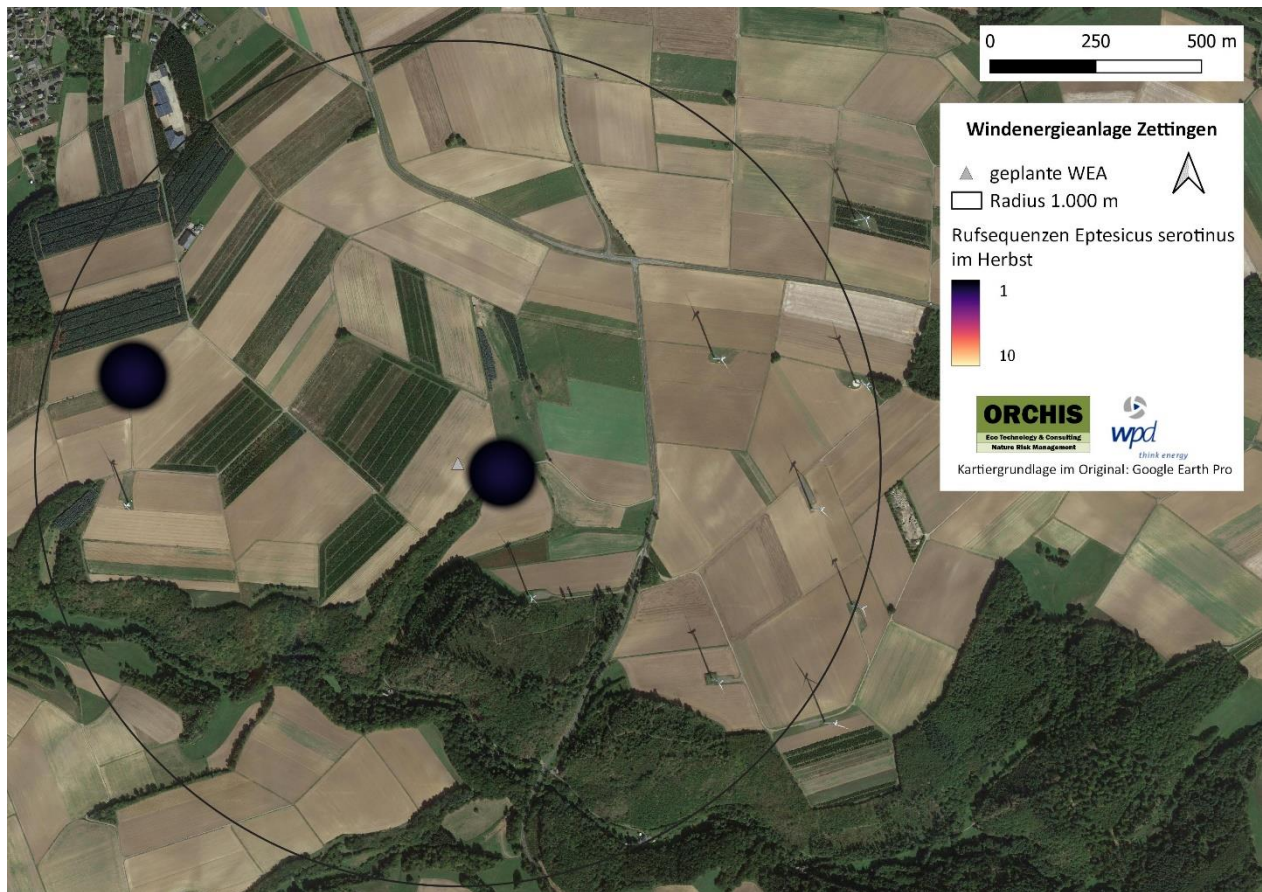 0 250 500 m
Windenergieanlage Zettingen
geplante WEA
Radius 1.000 m
Rufsequenzen Eptesicus serotinus
im Herbst
1
10
ORCHIS
Eco Technology & Consulting
Nature Risk Management
wpd
think energy
Kartiergrundlage im Original: Google Earth Pro